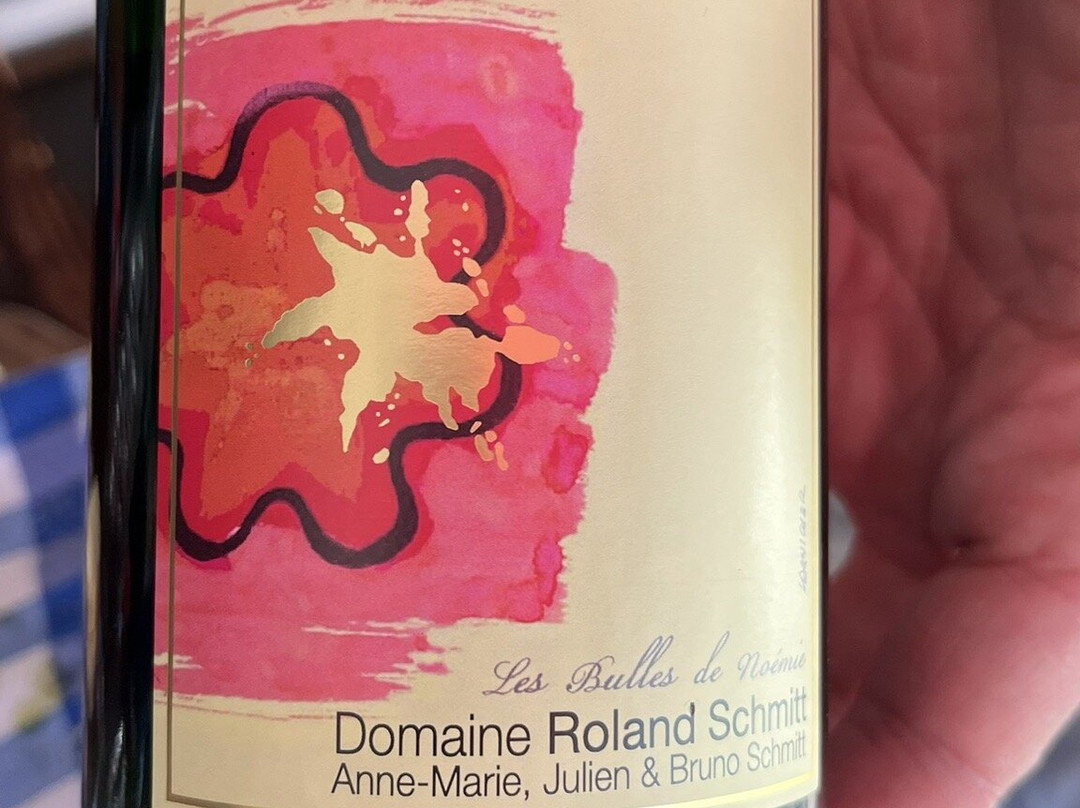 Les Bulles de Noémie
Domaine Roland Schmitt
Anne-Marie, Julien & Bruno Schmitt